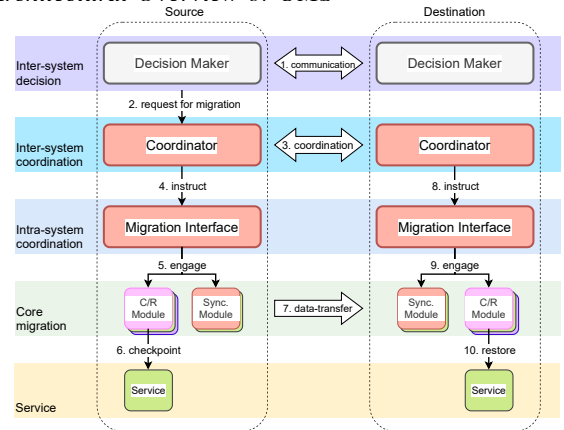 Source
Destination
Inter-system
decision
Decision Maker
1. communication
Decision Maker
2. request for migration
Inter-system
coordination
Coordinator
3. coordination
Coordinator
4. instruct
8. instruct
Intra-system
coordination
Migration Interface
Migration Interface
5. engage
9. engage
Core
migration
C/R
Module
Sync.
Module
7. data-transfer
Sync.
Module
C/R
Module
6. checkpoint
10. restore
Service
Service
Service